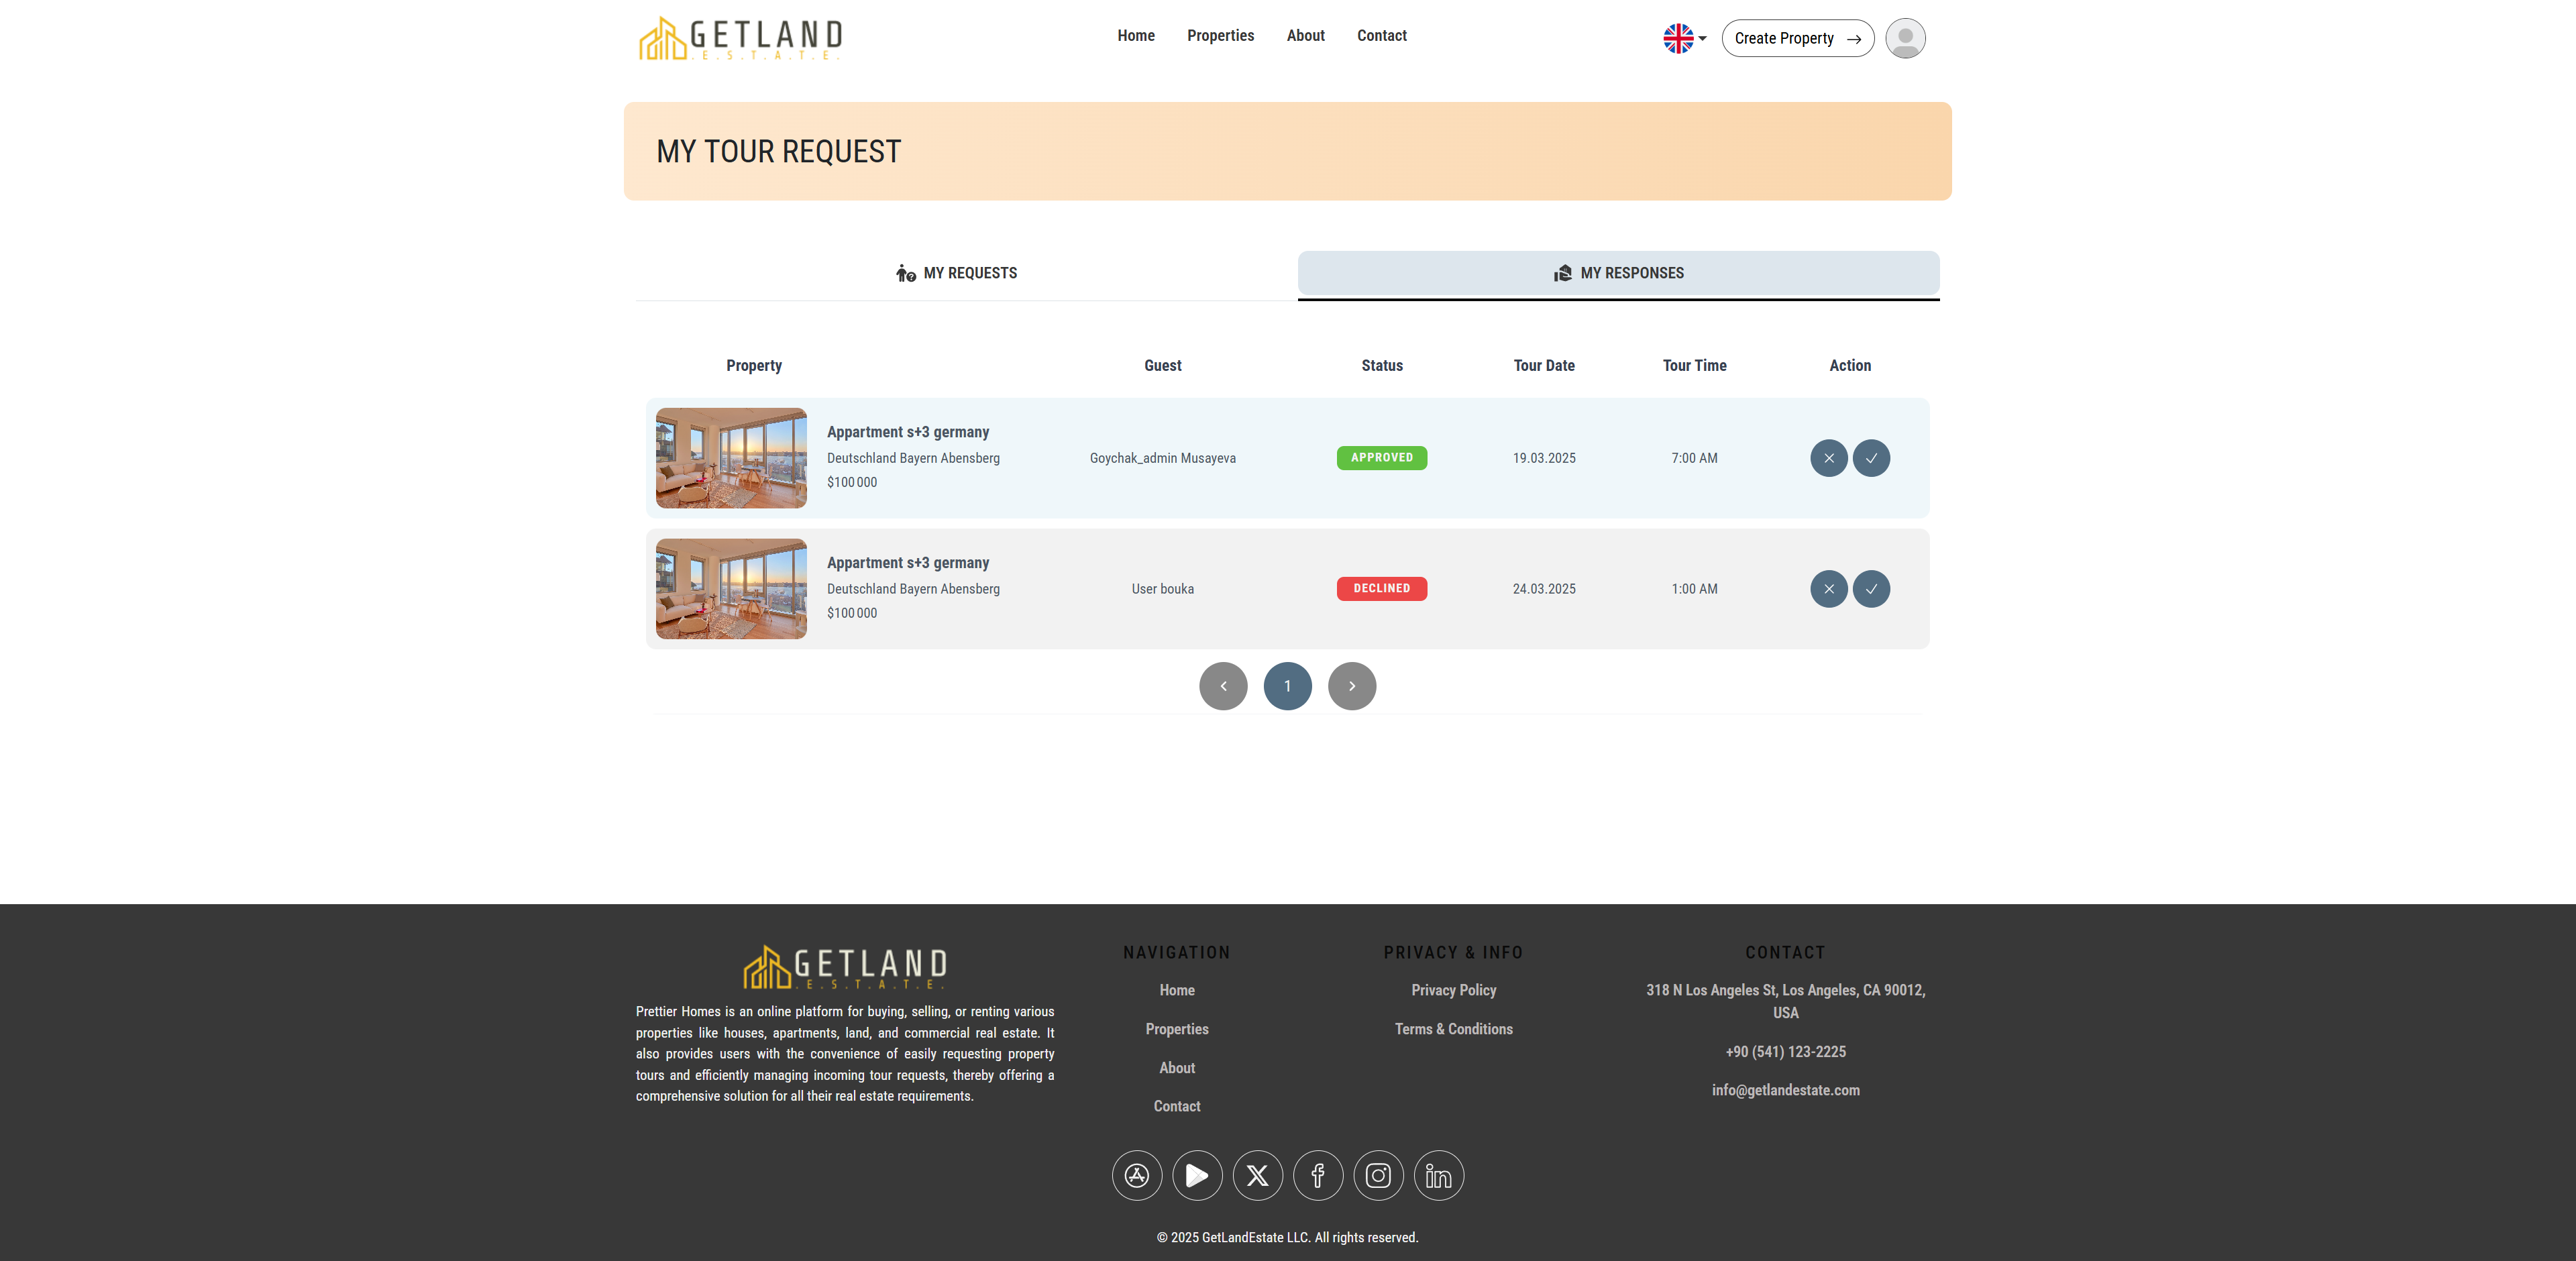 GETLAND
.E.S.T.A.T.E.
Home Properties About Contact
Create Property
MY TOUR REQUEST
MY REQUESTS
MY RESPONSES
Property Guest Status Tour Date Tour Time Action
Appartment s+3 germany
Deutschland Bayern Abensberg
$100 000
Goychak_admin Musayeva
APPROVED
19.03.2025
7:00 AM
Appartment s+3 germany
Deutschland Bayern Abensberg
$100 000
User bouka
DECLINED
24.03.2025
1:00 AM
1
GETLAND
.E.S.T.A.T.E.
Prettier Homes is an online platform for buying, selling, or renting various
properties like houses, apartments, land, and commercial real estate. It
also provides users with the convenience of easily requesting property
tours and efficiently managing incoming tour requests, thereby offering a
comprehensive solution for all their real estate requirements.
NAVIGATION
Home
Properties
About
Contact
PRIVACY & INFO
Privacy Policy
Terms & Conditions
CONTACT
318 N Los Angeles St, Los Angeles, CA 90012,
USA
+90 (541) 123-2225
info@getlandestate.com
© 2025 GetLandEstate LLC. All rights reserved.